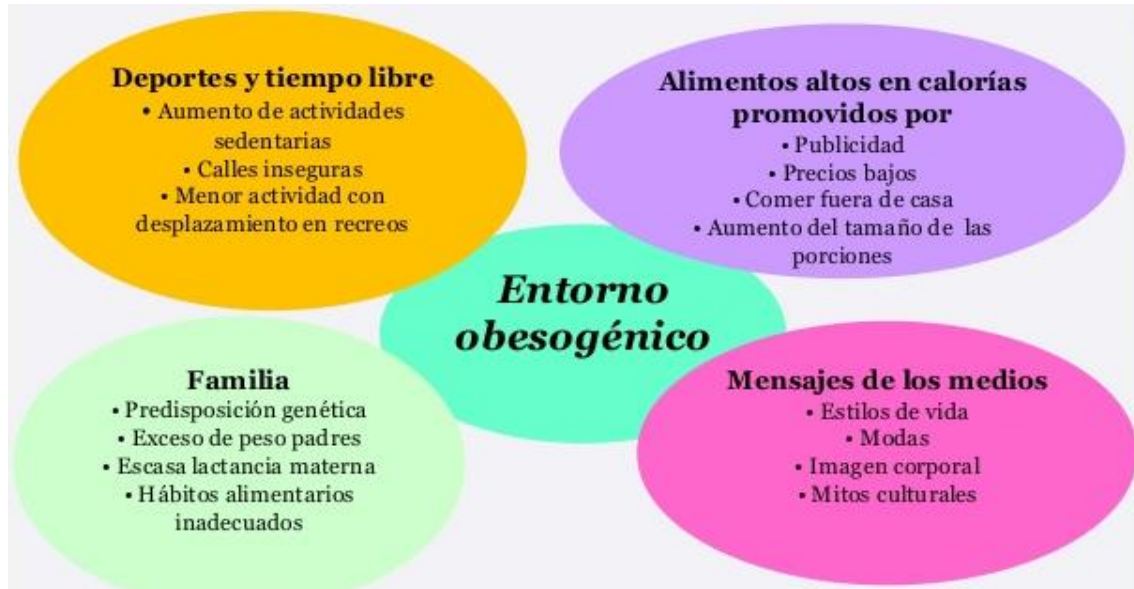 Deportes y tiempo libre
• Aumento de actividades
sedentarias
• Calles inseguras
• Menor actividad con
desplazamiento en recreos
Alimentos altos en calorías
promovidos por
• Publicidad
• Precios bajos
• Comer fuera de casa
• Aumento del tamaño de las
porciones
Entorno
obesogénico
Familia
• Predisposición genética
• Exceso de peso padres
• Escasa lactancia materna
• Hábitos alimentarios
inadecuados
Mensajes de los medios
• Estilos de vida
• Modas
• Imagen corporal
• Mitos culturales